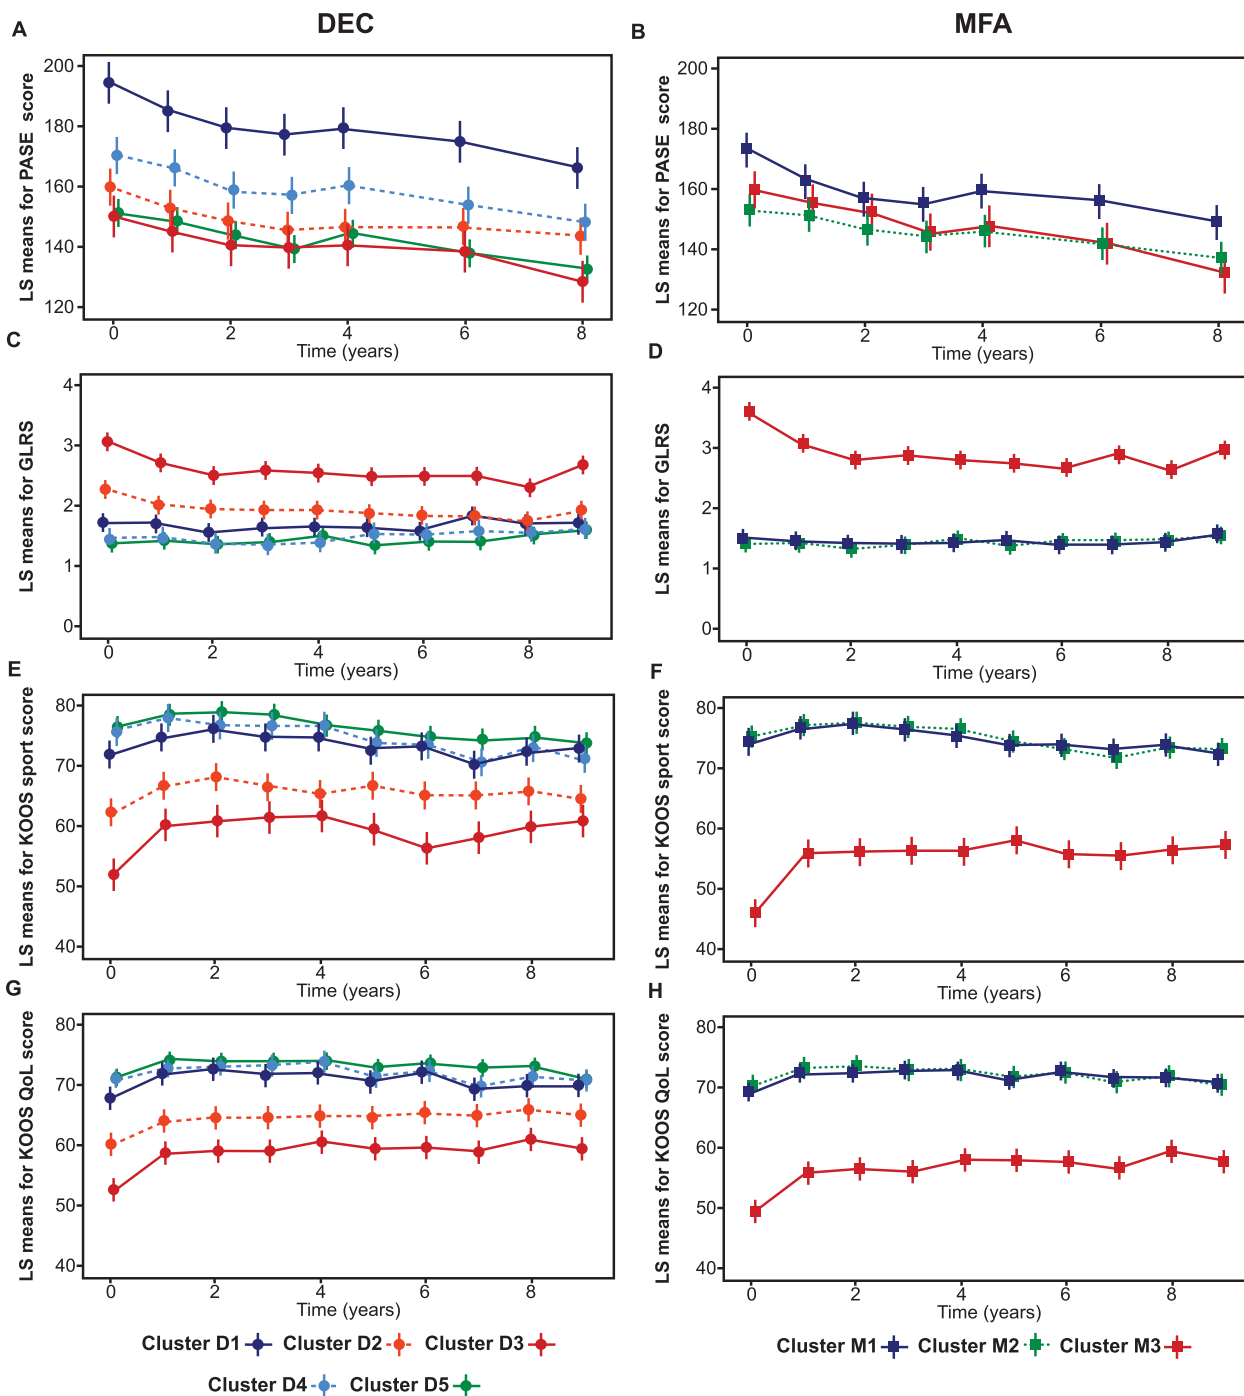 DEC
MFA
A
LS means for PASE score
200
180
160
140
120
0 2 4 6 8
Time (years)
B
LS means for PASE score
200
180
160
140
120
0 2 4 6 8
Time (years)
C
LS means for GLRS
4
3
2
1
0
0 2 4 6 8
Time (years)
D
LS means for GLRS
4
3
2
1
0
0 2 4 6 8
Time (years)
E
LS means for KOOS sport score
80
70
60
50
40
0 2 4 6 8
Time (years)
F
LS means for KOOS sport score
80
70
60
50
40
0 2 4 6 8
Time (years)
G
LS means for KOOS QoL score
80
70
60
50
40
0 2 4 6 8
Time (years)
H
LS means for KOOS QoL score
80
70
60
50
40
0 2 4 6 8
Time (years)
Cluster D1 Cluster D2 Cluster D3
Cluster D4 Cluster D5
Cluster M1 Cluster M2 Cluster M3